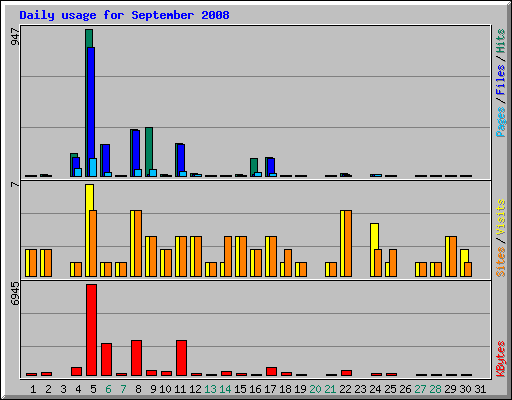 Daily usage for September 2008
947
Pages / Files / Hits
7
Sites / Visits
6945
KBytes
1 2 3 4 5 6 7 8 9 10 11 12 13 14 15 16 17 18 19 20 21 22 23 24 25 26 27 28 29 30 31